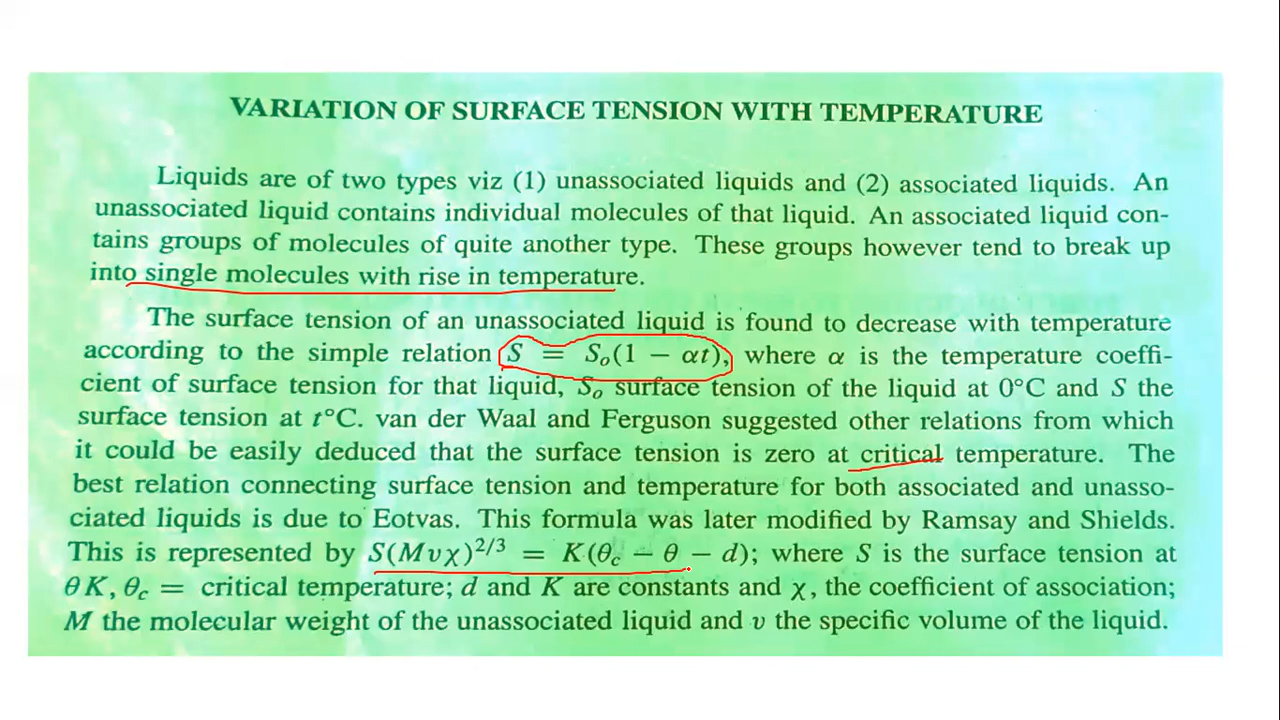 VARIATION OF SURFACE TENSION WITH TEMPERATURE
Liquids are of two types viz (1) unassociated liquids and (2) associated liquids. An
unassociated liquid contains individual molecules of that liquid. An associated liquid con-
tains groups of molecules of quite another type. These groups however tend to break up
into single molecules with rise in temperature.
The surface tension of an unassociated liquid is found to decrease with temperature
according to the simple relation S = Sₒ(1 − αt), where α is the temperature coeffi-
cient of surface tension for that liquid, Sₒ surface tension of the liquid at 0°C and S the
surface tension at t°C. van der Waal and Ferguson suggested other relations from which
it could be easily deduced that the surface tension is zero at critical temperature. The
best relation connecting surface tension and temperature for both associated and unasso-
ciated liquids is due to Eotvas. This formula was later modified by Ramsay and Shields.
This is represented by S(Mvχ)^2/3 = K(θc − θ − d); where S is the surface tension at
θ K, θc = critical temperature; d and K are constants and χ, the coefficient of association;
M the molecular weight of the unassociated liquid and v the specific volume of the liquid.